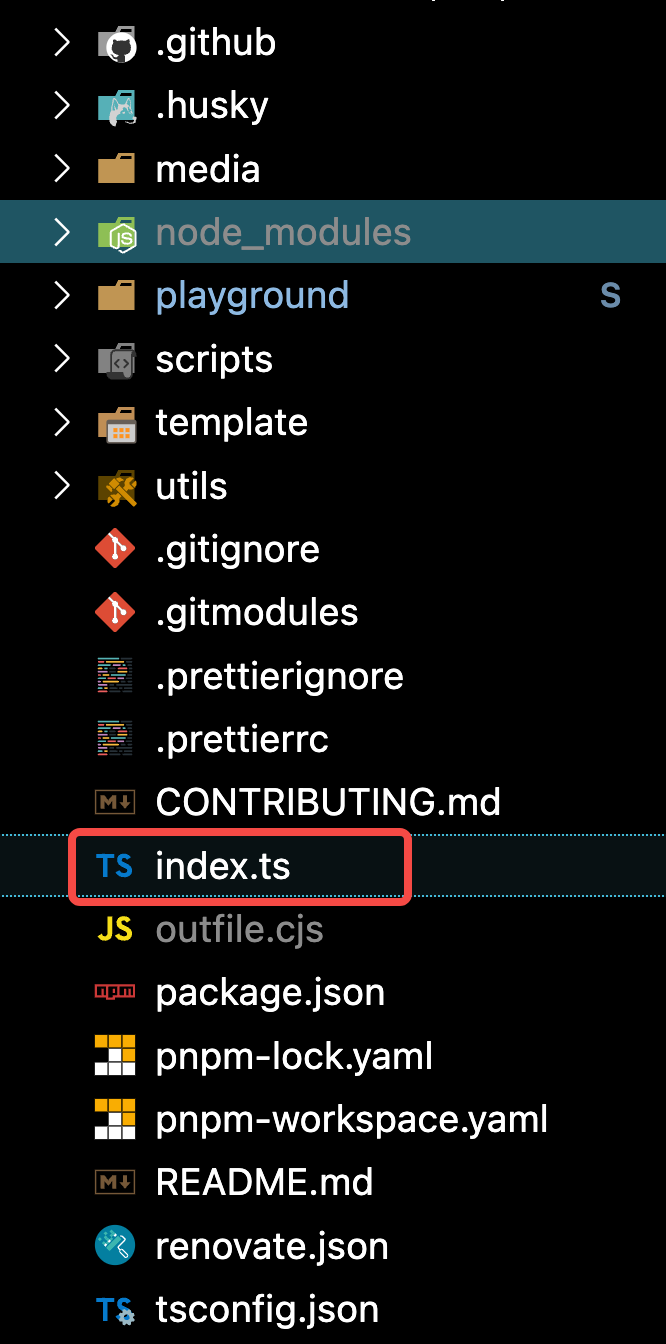 .github
.husky
media
node_modules
playground S
scripts
template
utils
.gitignore
.gitmodules
.prettierignore
.prettierrc
CONTRIBUTING.md
TS index.ts
JS outfile.cjs
package.json
pnpm-lock.yaml
pnpm-workspace.yaml
README.md
renovate.json
TS tsconfig.json